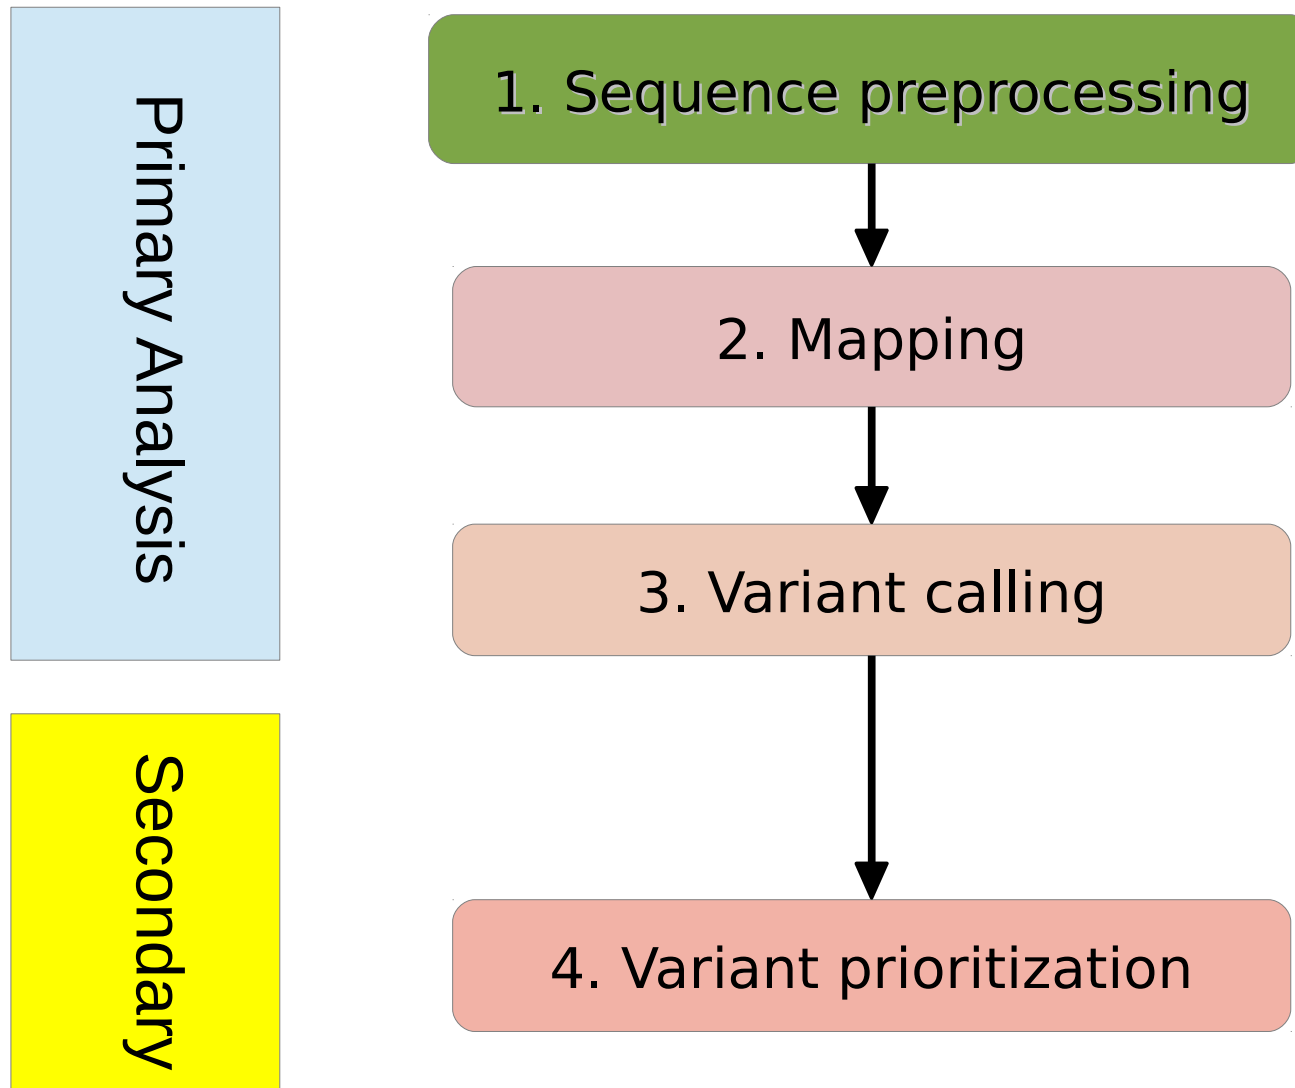 Primary Analysis
1. Sequence preprocessing
2. Mapping
3. Variant calling
Secondary
4. Variant prioritization